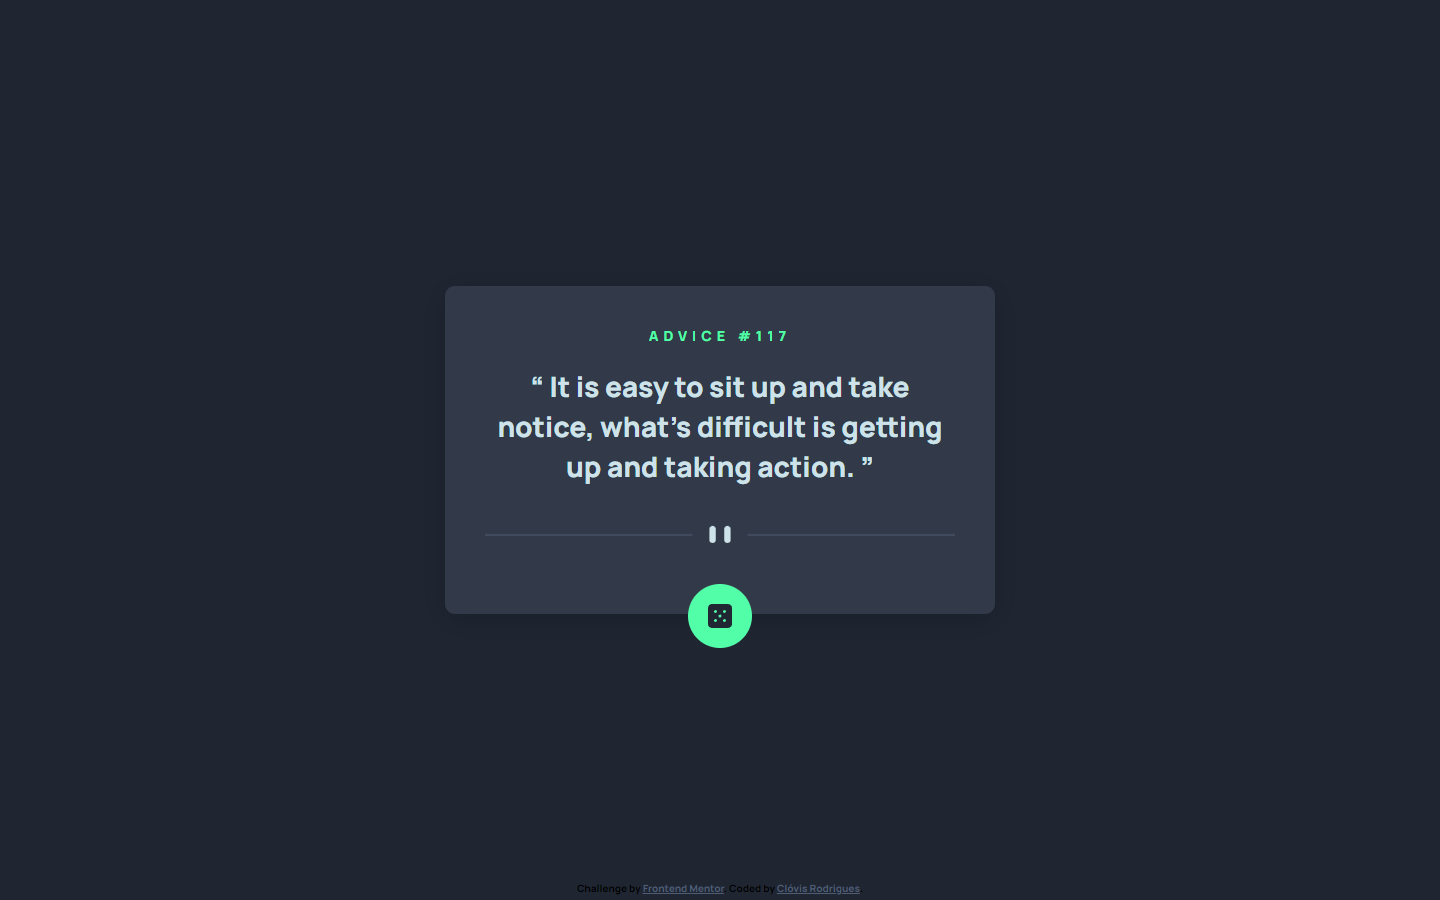 ADVICE #117
“ It is easy to sit up and take
notice, what’s difficult is getting
up and taking action. ”
Challenge by Frontend Mentor. Coded by Clóvis Rodrigues.